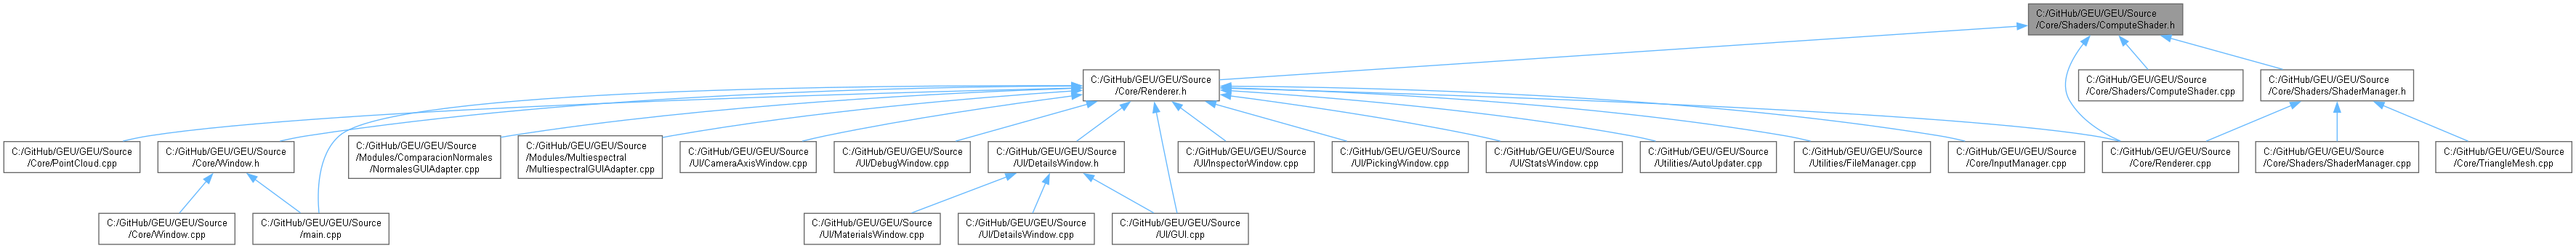 C:/GitHub/GEU/GEU/Source
/Core/Shaders/ComputeShader.h
C:/GitHub/GEU/GEU/Source
/Core/Renderer.h
C:/GitHub/GEU/GEU/Source
/Core/Shaders/ComputeShader.cpp
C:/GitHub/GEU/GEU/Source
/Core/Shaders/ShaderManager.h
C:/GitHub/GEU/GEU/Source
/Core/PointCloud.cpp
C:/GitHub/GEU/GEU/Source
/Core/Window.h
C:/GitHub/GEU/GEU/Source
/Modules/ComparacionNormales
/NormalesGUIAdapter.cpp
C:/GitHub/GEU/GEU/Source
/Modules/Multiespectral
/MultiespectralGUIAdapter.cpp
C:/GitHub/GEU/GEU/Source
/UI/CameraAxisWindow.cpp
C:/GitHub/GEU/GEU/Source
/UI/DebugWindow.cpp
C:/GitHub/GEU/GEU/Source
/UI/DetailsWindow.h
C:/GitHub/GEU/GEU/Source
/UI/InspectorWindow.cpp
C:/GitHub/GEU/GEU/Source
/UI/PickingWindow.cpp
C:/GitHub/GEU/GEU/Source
/UI/StatsWindow.cpp
C:/GitHub/GEU/GEU/Source
/Utilities/AutoUpdater.cpp
C:/GitHub/GEU/GEU/Source
/Utilities/FileManager.cpp
C:/GitHub/GEU/GEU/Source
/Core/InputManager.cpp
C:/GitHub/GEU/GEU/Source
/Core/Renderer.cpp
C:/GitHub/GEU/GEU/Source
/Core/Shaders/ShaderManager.cpp
C:/GitHub/GEU/GEU/Source
/Core/TriangleMesh.cpp
C:/GitHub/GEU/GEU/Source
/Core/Window.cpp
C:/GitHub/GEU/GEU/Source
/main.cpp
C:/GitHub/GEU/GEU/Source
/UI/MaterialsWindow.cpp
C:/GitHub/GEU/GEU/Source
/UI/DetailsWindow.cpp
C:/GitHub/GEU/GEU/Source
/UI/GUI.cpp